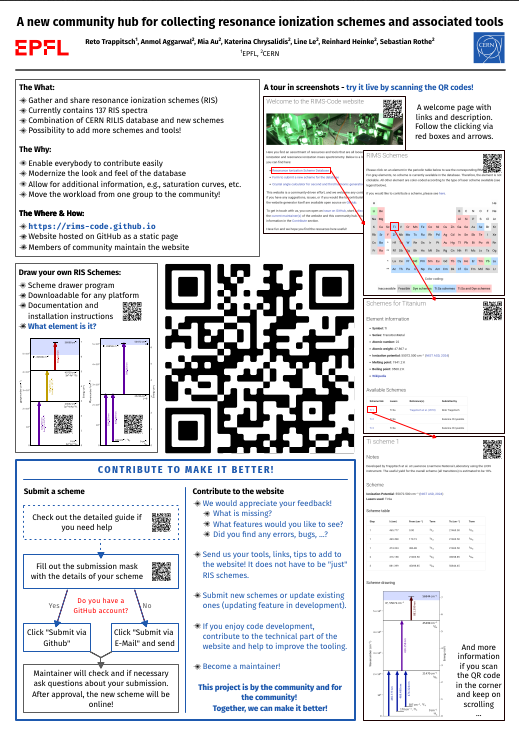 A new community hub for collecting resonance ionization schemes and associated tools
EPFL
Reto Trappitsch¹, Anmol Aggarwal², Mia Au², Katerina Chrysalidis², Line Le², Reinhard Heinke², Sebastian Rothe²
¹EPFL, ²CERN
CERN
The What:
Gather and share resonance ionization schemes (RIS)
Currently contains 137 RIS spectra
Combination of CERN RILIS database and new schemes
Possibility to add more schemes and tools!
The Why:
Enable everybody to contribute easily
Modernize the look and feel of the database
Allow for additional information, e.g., saturation curves, etc.
Move the workload from one group to the community!
The Where & How:
https://rims-code.github.io
Website hosted on GitHub as a static page
Members of community maintain the website
A tour in screenshots - try it live by scanning the QR codes!
Welcome to the RIMS-Code website
A welcome page with
links and description.
Follow the clicking via
red boxes and arrows.
RIMS Schemes
Schemes for Titanium
Element information
Available Schemes
Ti scheme 1
Notes
Scheme
Scheme table
Scheme drawing
And more
information
if you scan
the QR code
in the corner
and keep on
scrolling
...
Draw your own RIS Schemes:
Scheme drawer program
Downloadable for any platform
Documentation and
installation instructions
What element is it?
CONTRIBUTE TO MAKE IT BETTER!
Submit a scheme
Check out the detailed guide if
you need help
Fill out the submission mask
with the details of your scheme
Do you have a
GitHub account?
Yes
No
Click "Submit via
Github"
Click "Submit via
E-Mail" and send
Maintainer will check and if necessary
ask questions about your submission.
After approval, the new scheme will be
online!
Contribute to the website
We would appreciate your feedback!
What is missing?
What features would you like to see?
Did you find any errors, bugs, ...?
Send us your tools, links, tips to add to
the website! It does not have to be "just"
RIS schemes.
Submit new schemes or update existing
ones (updating feature in development).
If you enjoy code development,
contribute to the technical part of the
website and help to improve the tooling.
Become a maintainer!
This project is by the community and for
the community!
Together, we can make it better!